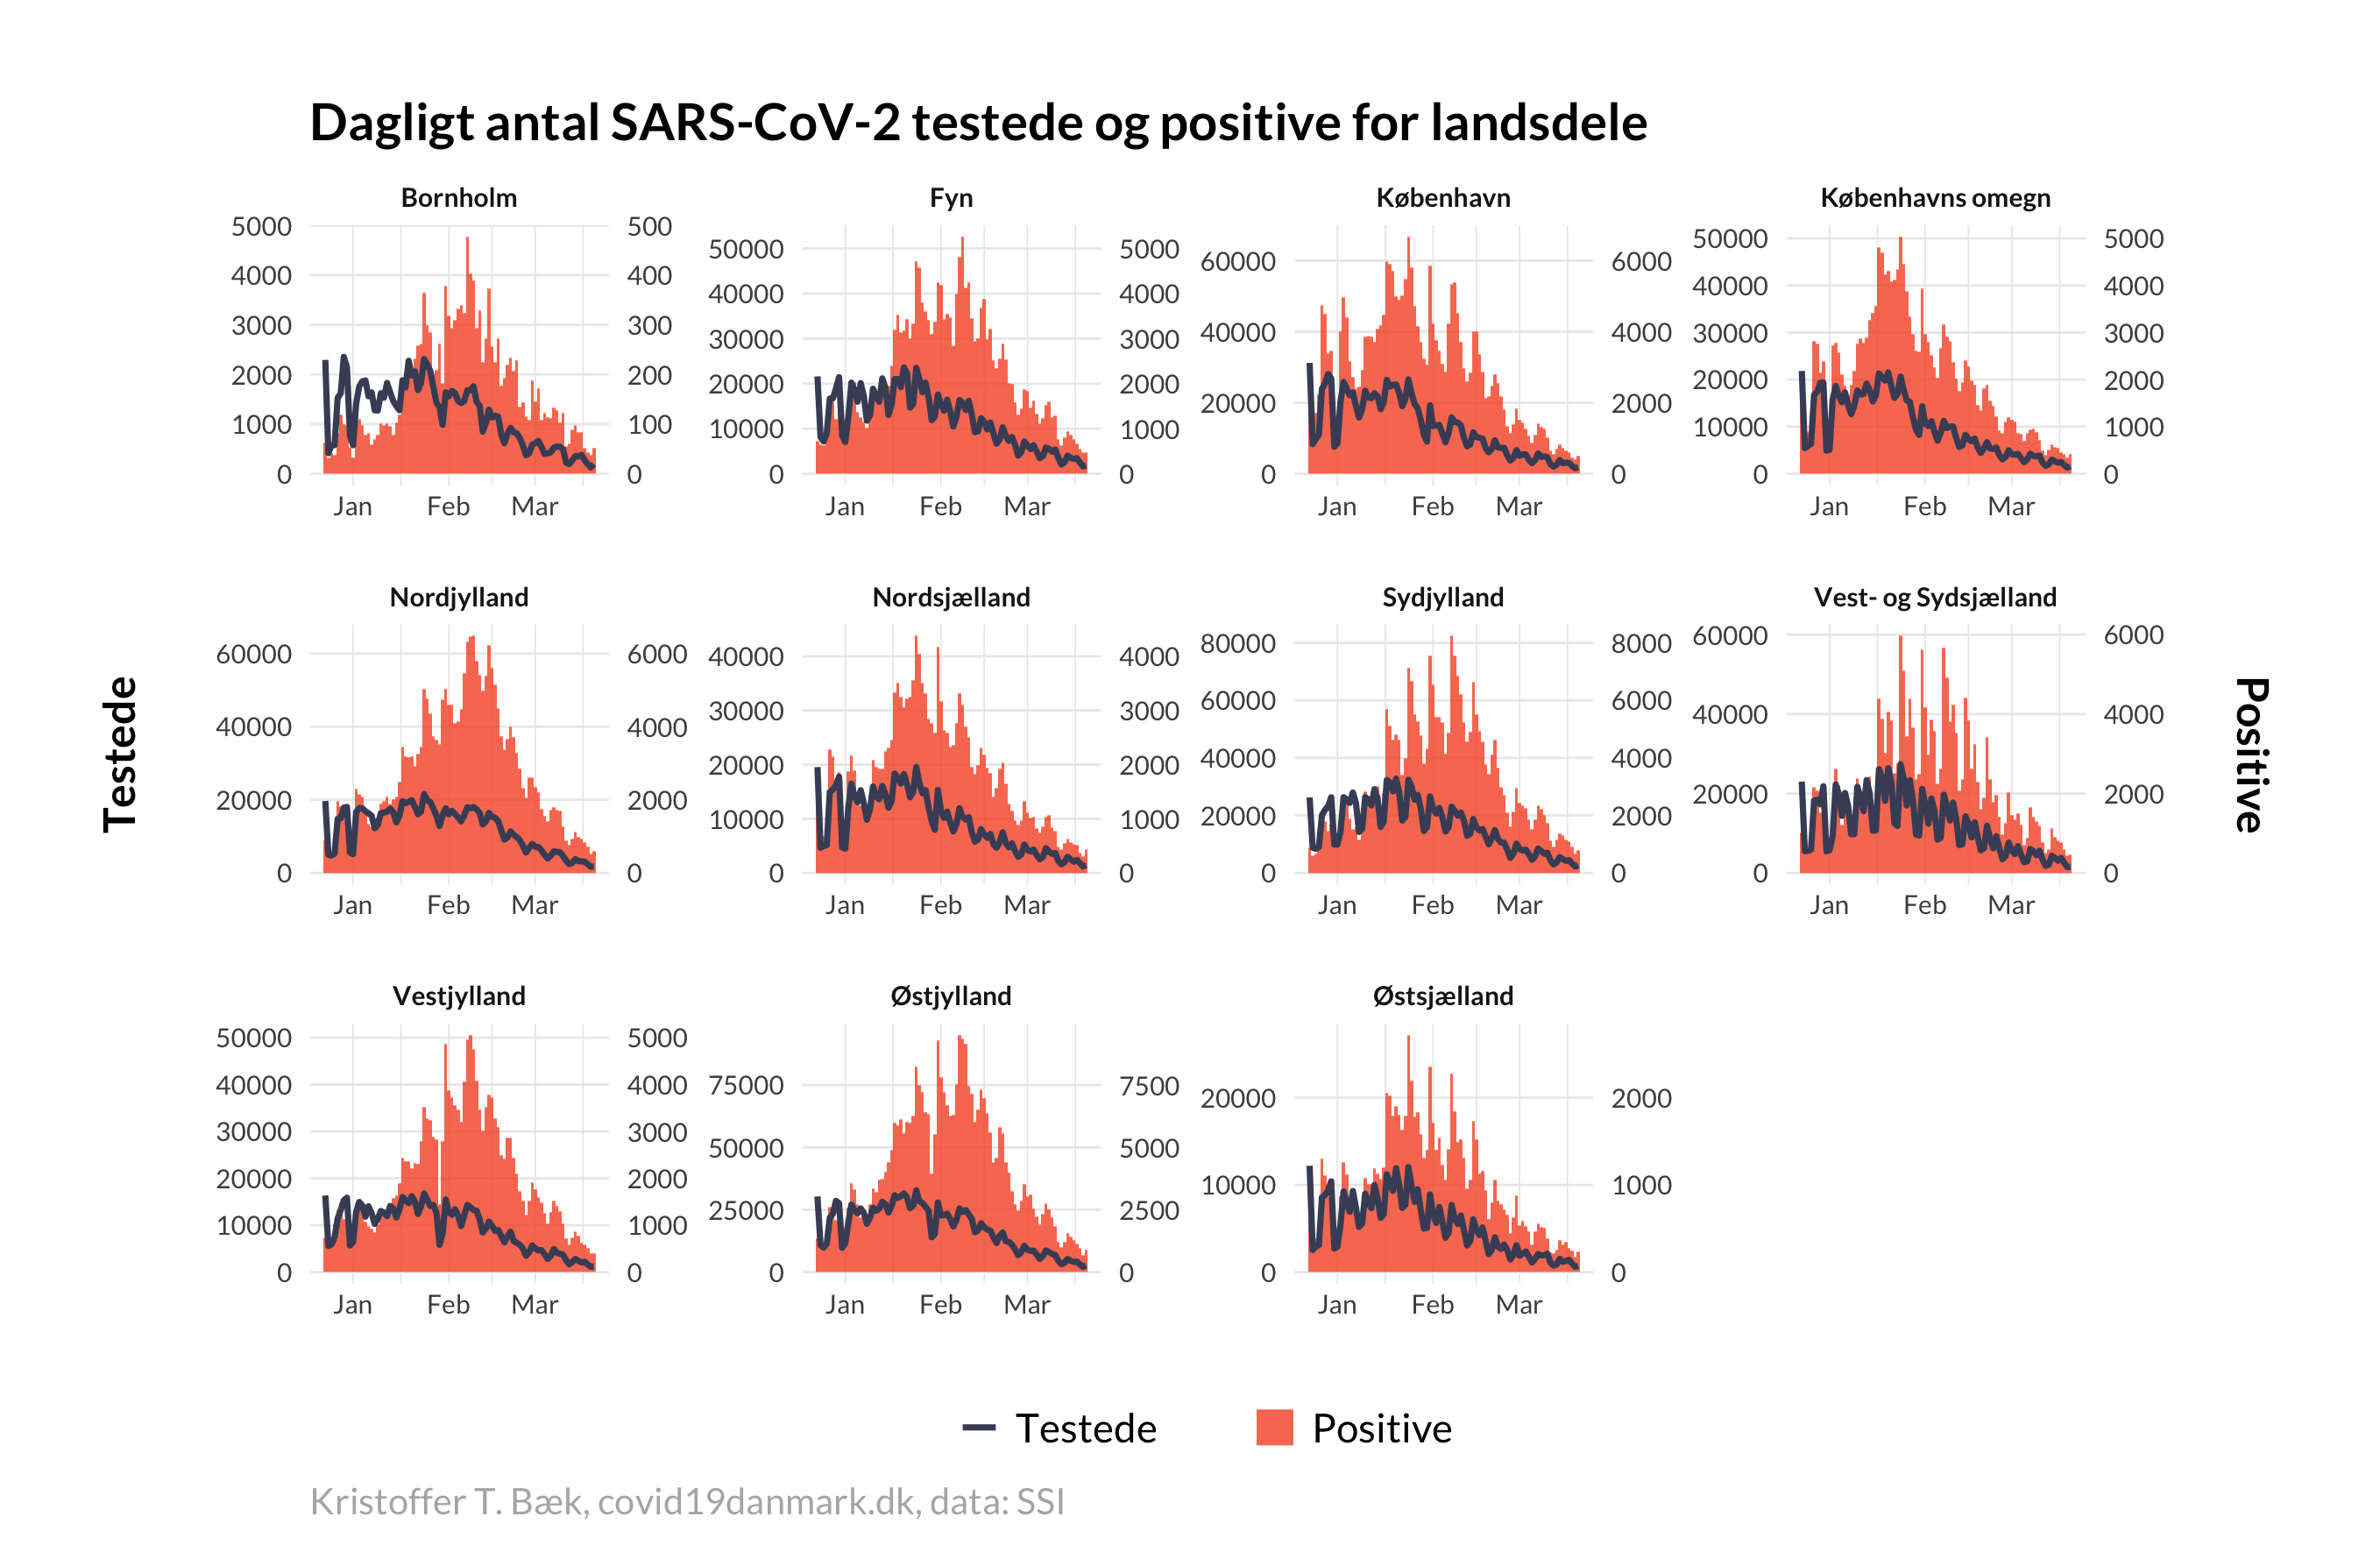 Dagligt antal SARS-CoV-2 testede og positive for landsdele
Bornholm
Fyn
København
Københavns omegn
5000 4000 3000 2000 1000 0
500 400 300 200 100 0
Jan Feb Mar
50000 40000 30000 20000 10000 0
5000 4000 3000 2000 1000 0
Jan Feb Mar
60000 40000 20000 0
6000 4000 2000 0
Jan Feb Mar
50000 40000 30000 20000 10000 0
5000 4000 3000 2000 1000 0
Jan Feb Mar
Testede
Nordjylland
Nordsjælland
Sydjylland
Vest- og Sydsjælland
60000 40000 20000 0
6000 4000 2000 0
Jan Feb Mar
40000 30000 20000 10000 0
4000 3000 2000 1000 0
Jan Feb Mar
80000 60000 40000 20000 0
8000 6000 4000 2000 0
Jan Feb Mar
60000 40000 20000 0
6000 4000 2000 0
Jan Feb Mar
Positive
Vestjylland
Østjylland
Østsjælland
50000 40000 30000 20000 10000 0
5000 4000 3000 2000 1000 0
Jan Feb Mar
75000 50000 25000 0
7500 5000 2500 0
Jan Feb Mar
20000 10000 0
2000 1000 0
Jan Feb Mar
Testede Positive
Kristoffer T. Bæk, covid19danmark.dk, data: SSI